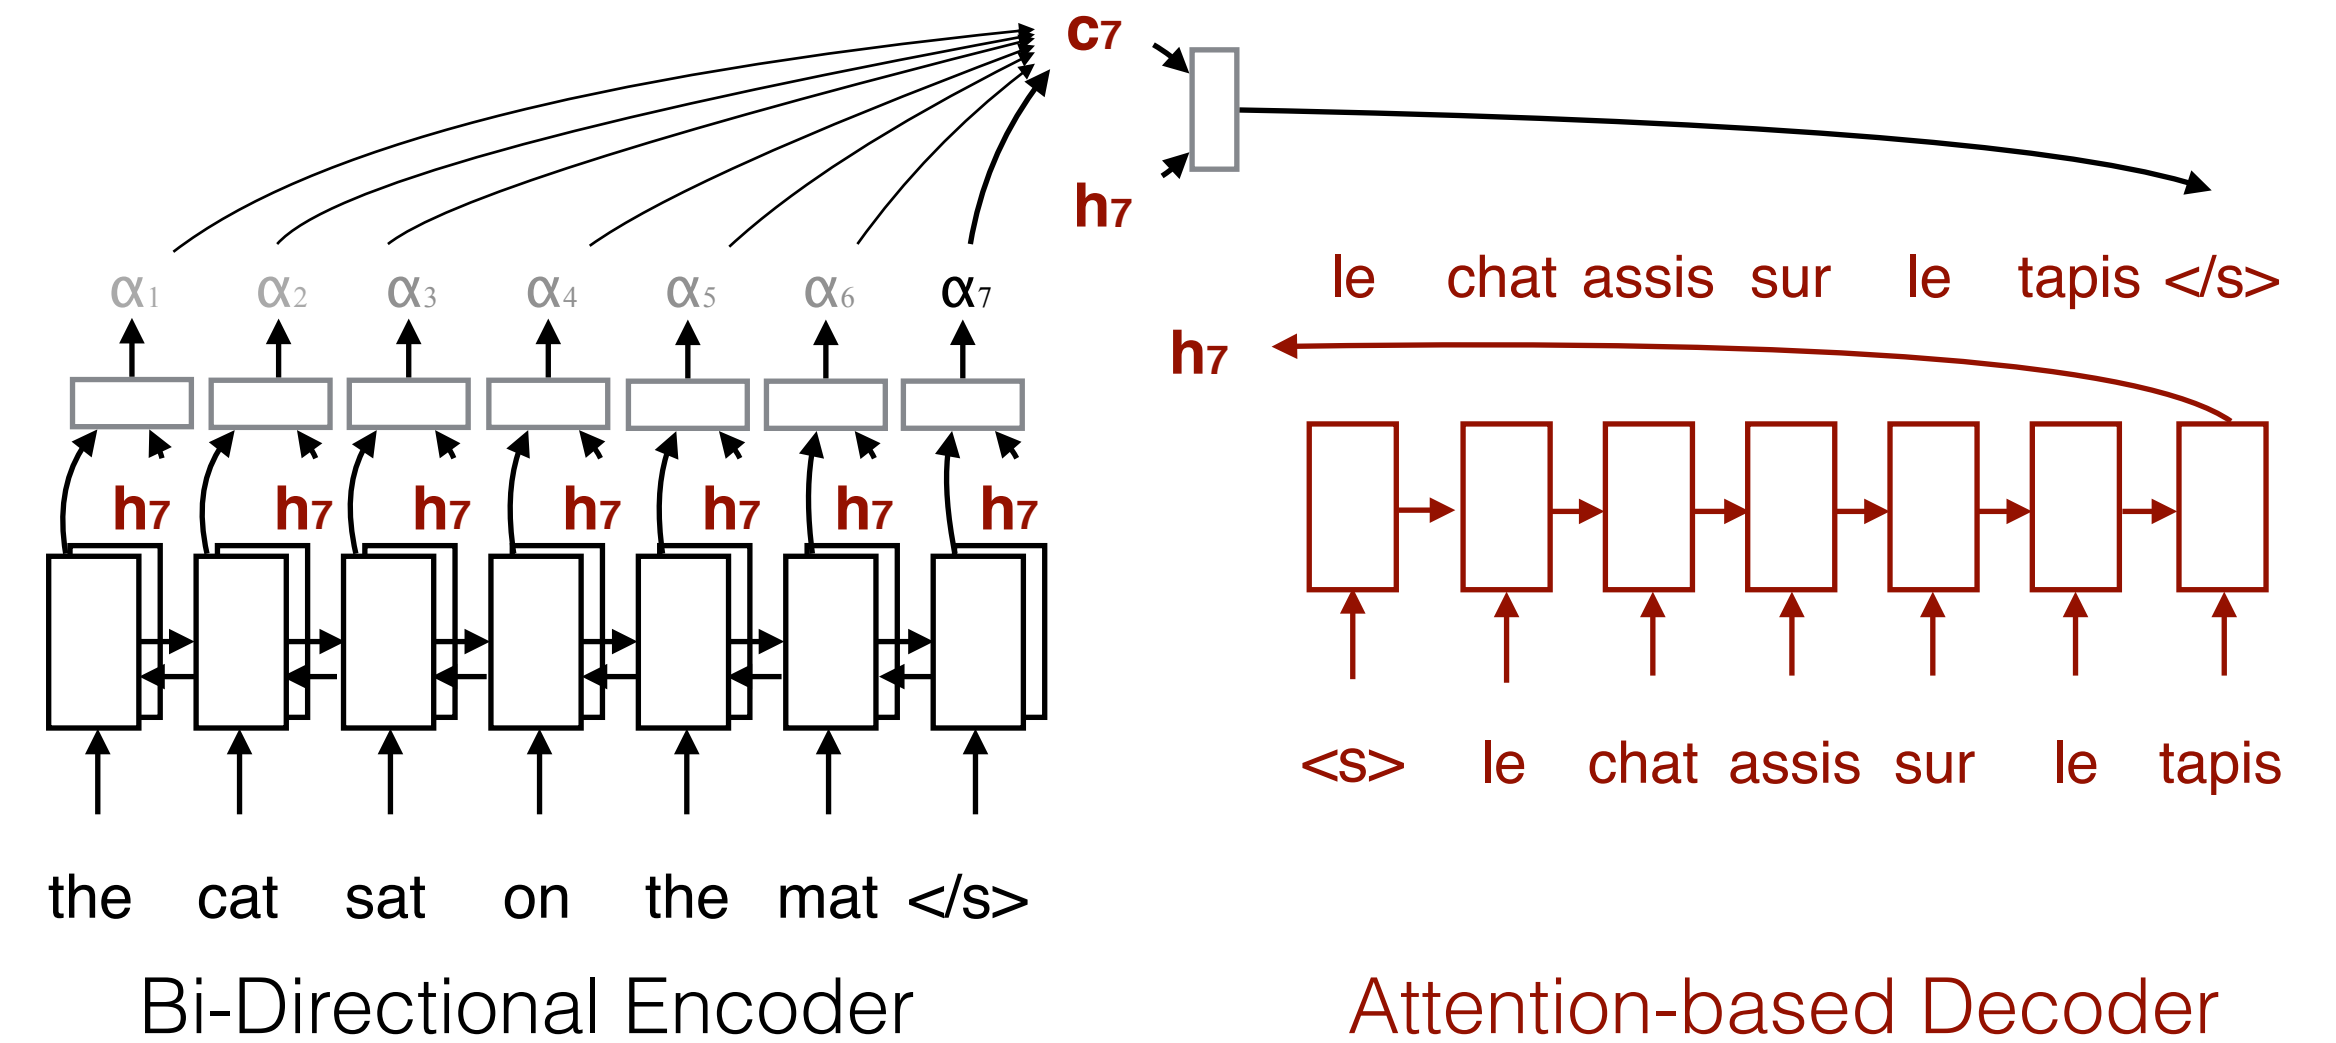 c7
h7
le chat assis sur le tapis </s>
α1 α2 α3 α4 α5 α6 α7
h7
h7 h7 h7 h7 h7 h7 h7
<s> le chat assis sur le tapis
the cat sat on the mat </s>
Bi-Directional Encoder
Attention-based Decoder